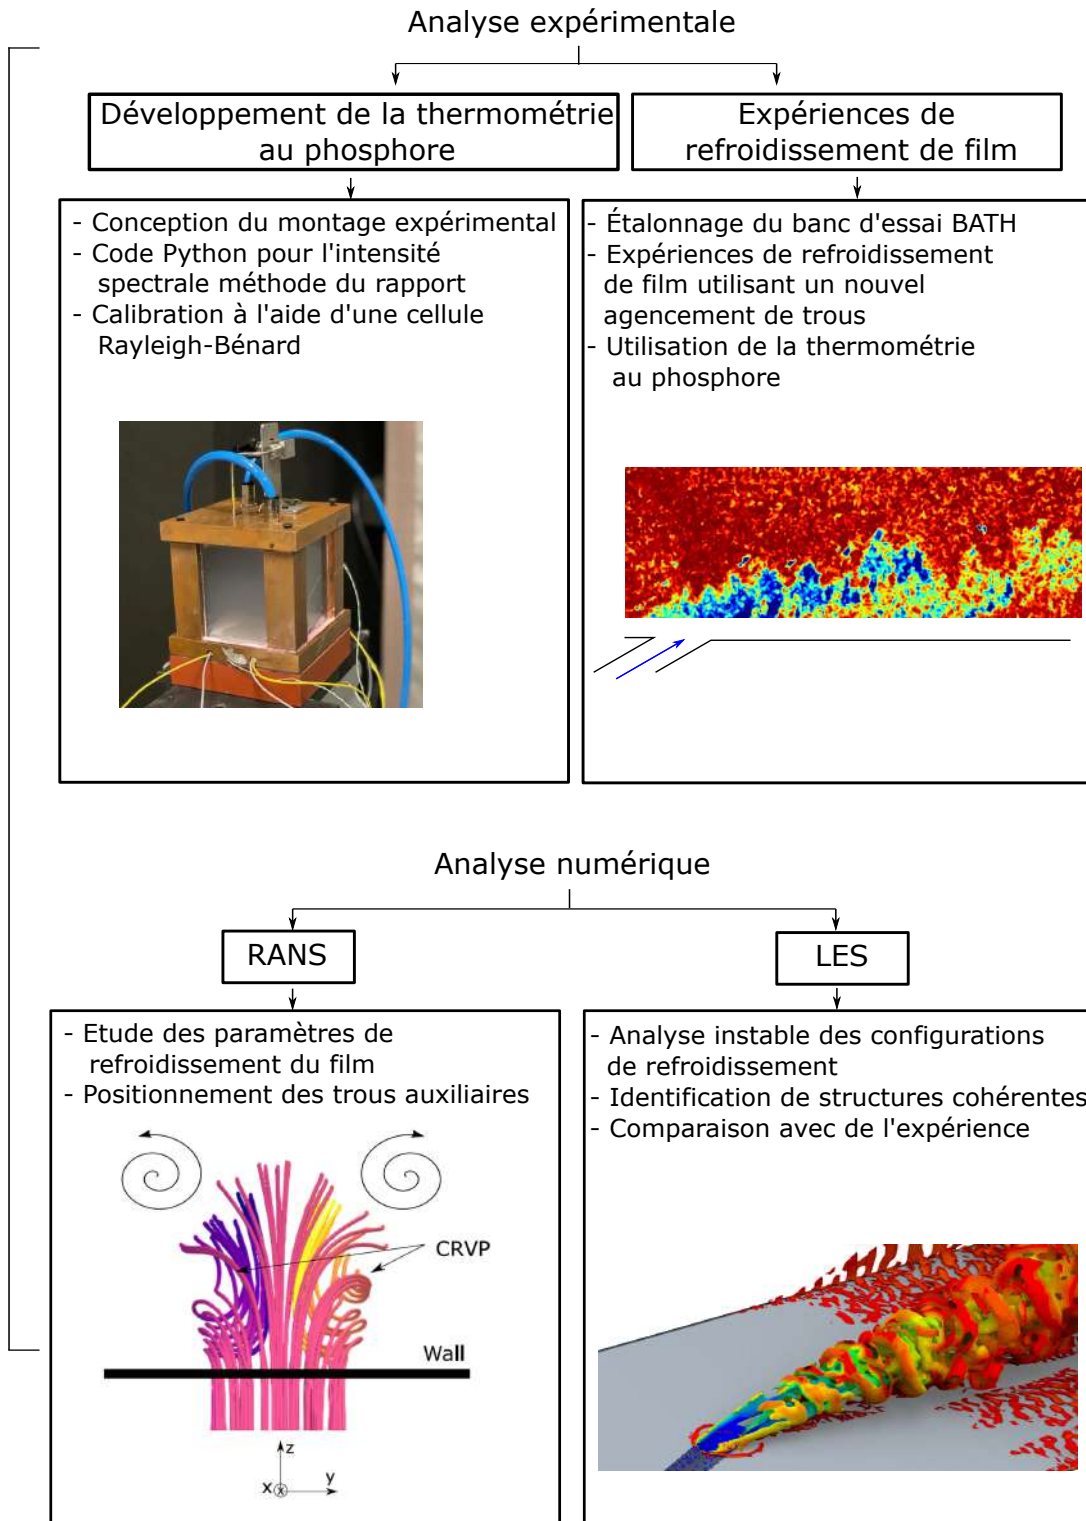 Analyse expérimentale
Développement de la thermométrie
au phosphore
Expériences de
refroidissement de film
- Conception du montage expérimental
- Code Python pour l'intensité
spectrale méthode du rapport
- Calibration à l'aide d'une cellule
Rayleigh-Bénard
- Étalonnage du banc d'essai BATH
- Expériences de refroidissement
de film utilisant un nouvel
agencement de trous
- Utilisation de la thermométrie
au phosphore
Analyse numérique
RANS
LES
- Etude des paramètres de
refroidissement du film
- Positionnement des trous auxiliaires
CRVP
Wall
z
y
x
- Analyse instable des configurations
de refroidissement
- Identification de structures cohérentes
- Comparaison avec de l'expérience